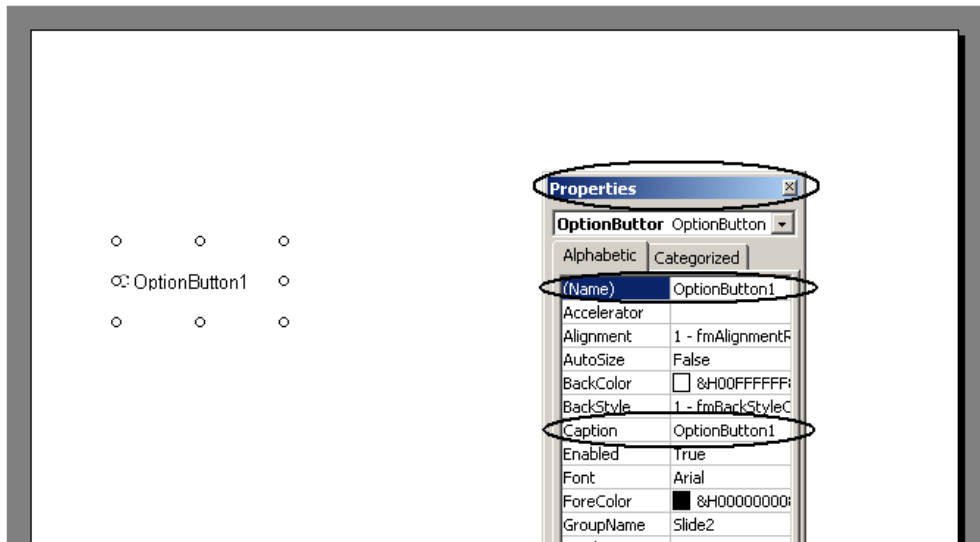 Properties
OptionButtor OptionButton
Alphabetic Categorized
OptionButton1
(Name) OptionButton1
Accelerator
Alignment 1 - fmAlignmentR
AutoSize False
BackColor &H00FFFFFF&
BackStyle 1 - fmBackStyleO
Caption OptionButton1
Enabled True
Font Arial
ForeColor &H00000000
GroupName Slide2